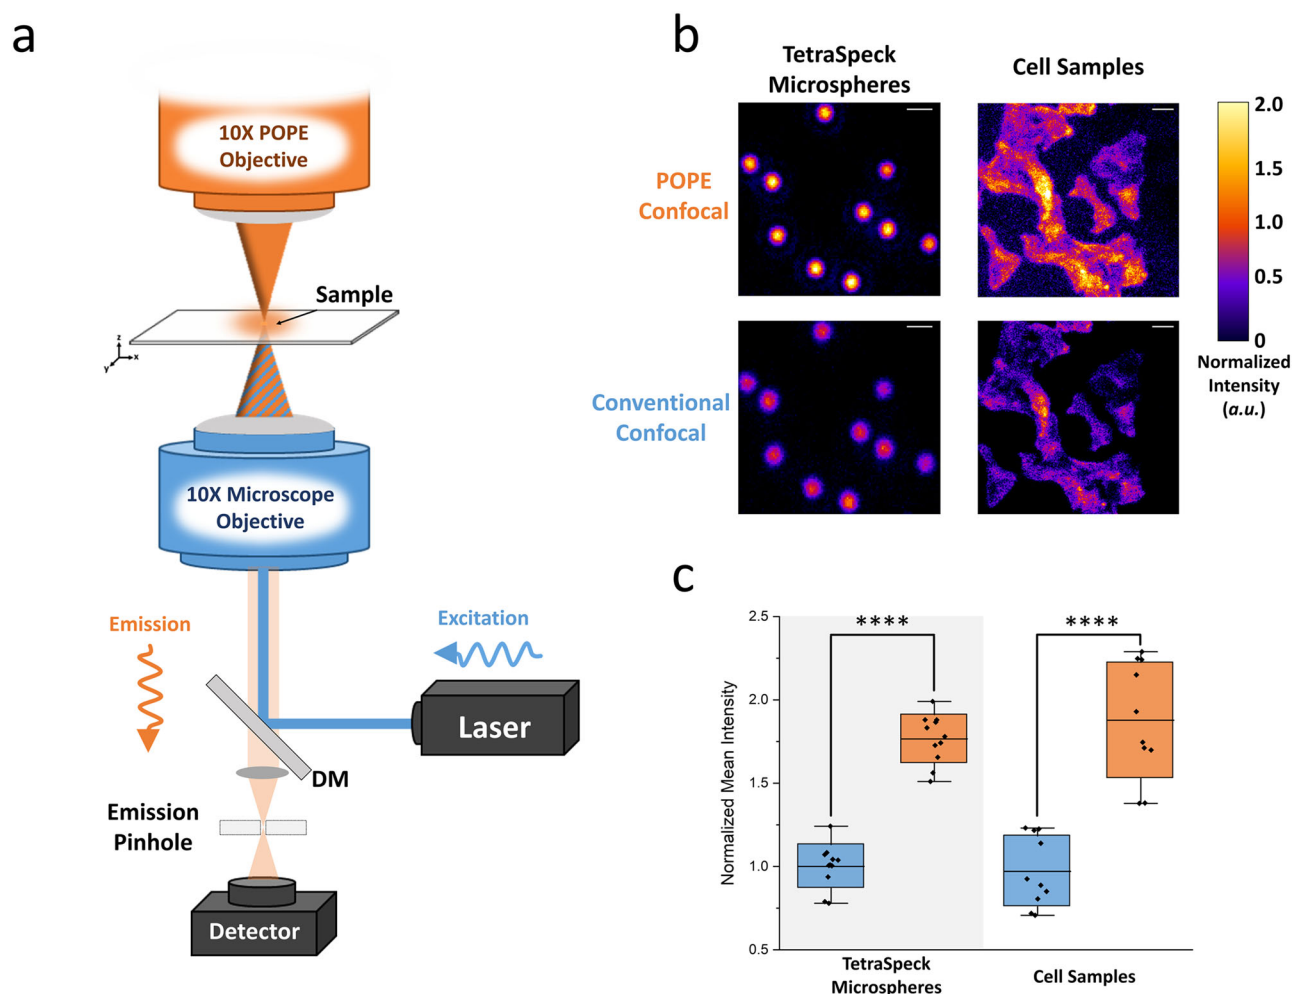 a
10X POPE
Objective
Sample
z
x
y
10X Microscope
Objective
Emission
Excitation
Laser
DM
Emission
Pinhole
Detector
b
TetraSpeck
Microspheres
Cell Samples
POPE
Confocal
Conventional
Confocal
2.0
1.5
1.0
0.5
0
Normalized
Intensity
(a.u.)
c
Normalized Mean Intensity
2.5
2.0
1.5
1.0
0.5
****
****
TetraSpeck
Microspheres
Cell Samples